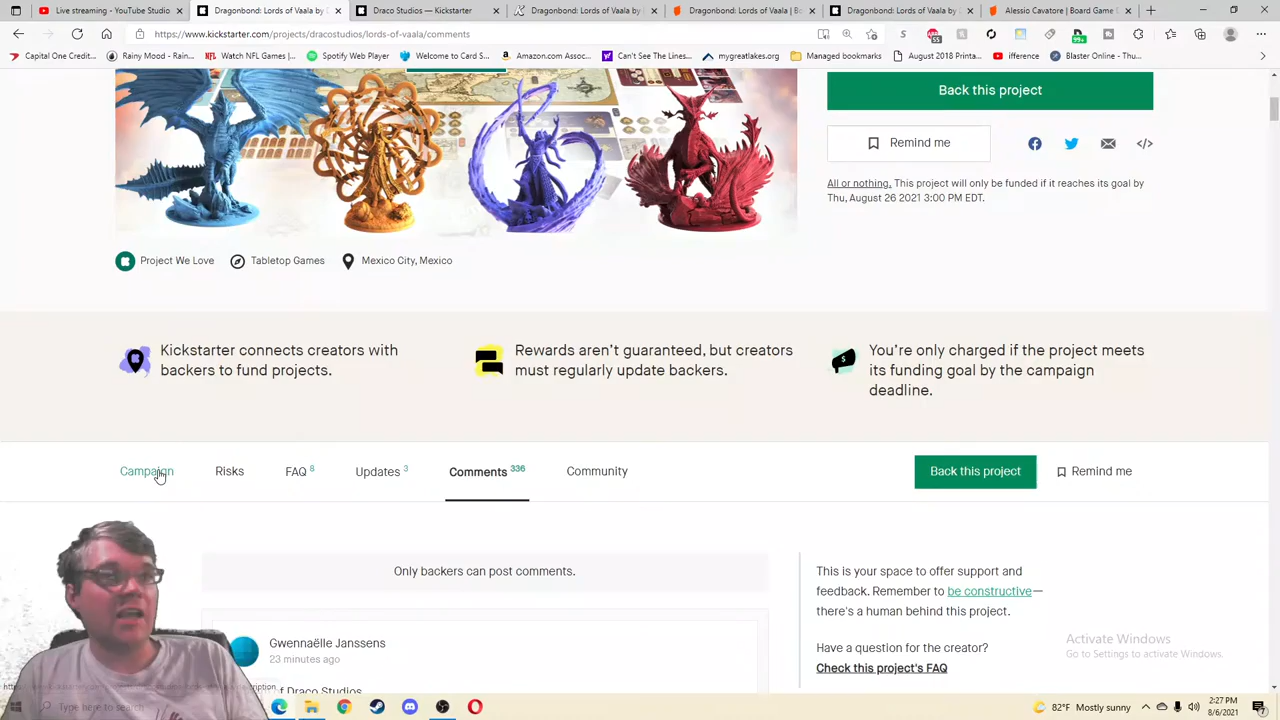 Live streaming - YouTube Studio
Dragonbond: Lords of Vaala by D
Draco Studios — Kickstarter
Dragonbond: Lords of Vaala by
Dragonbond: Lords of Vaala | Bo
Dragonbond: Lords of Vaala by D
Alessio Cavatore | Board Game D
https://www.kickstarter.com/projects/dracostudios/lords-of-vaala/comments
55
99+
Capital One Credit...
Rainy Mood - Rain...
Watch NFL Games |...
Spotify Web Player
Welcome to Card S...
Amazon.com Assoc...
Can't See The Lines...
mygreatlakes.org
Managed bookmarks
August 2018 Printa...
ifference.
Blaster Online - Thu...
Back this project
Remind me
All or nothing. This project will only be funded if it reaches its goal by
Thu, August 26 2021 3:00 PM EDT.
Project We Love
Tabletop Games
Mexico City, Mexico
Kickstarter connects creators with
backers to fund projects.
Rewards aren't guaranteed, but creators
must regularly update backers.
You're only charged if the project meets
its funding goal by the campaign
deadline.
Campaign
Risks
FAQ 8
Updates 3
Comments 336
Community
Back this project
Remind me
Only backers can post comments.
Gwennaëlle Janssens
23 minutes ago
of Draco Studios
This is your space to offer support and
feedback. Remember to be constructive—
there's a human behind this project.
Have a question for the creator?
Check this project's FAQ
Activate Windows
Go to Settings to activate Windows.
Type here to search
82°F Mostly sunny
2:27 PM
8/6/2021